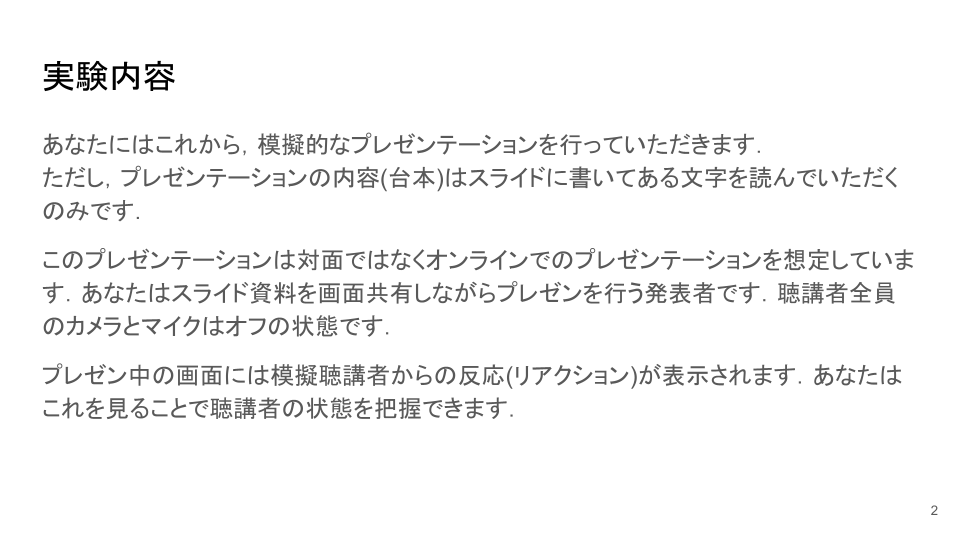 実験内容
あなたにはこれから，模擬的なプレゼンテーションを行っていただきます．
ただし，プレゼンテーションの内容(台本)はスライドに書いてある文字を読んでいただく
のみです．
このプレゼンテーションは対面ではなくオンラインでのプレゼンテーションを想定していま
す．あなたはスライド資料を画面共有しながらプレゼンを行う発表者です．聴講者全員
のカメラとマイクはオフの状態です．
プレゼン中の画面には模擬聴講者からの反応(リアクション)が表示されます．あなたは
これを見ることで聴講者の状態を把握できます．
2